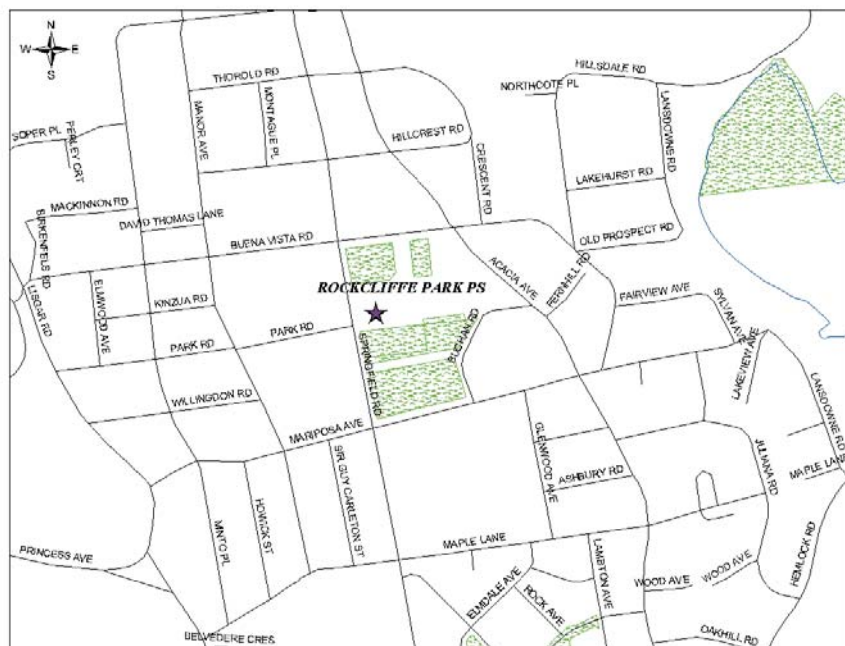 N
W E
S
THOROLD RD
HILLSDALE RD
NORTHCOTE PL
MANOR AVE
MONTAGUE PL
LANSDOWNE RD
SOPER PL
PERLEY CRT
HILLCREST RD
CRESCENT RD
LAKEHURST RD
MACKINNON RD
DAVID THOMAS LANE
BIRKENFELS RD
BUENA VISTA RD
OLD PROSPECT RD
ACACIA AVE
FERNHILL RD
LISGAR RD
ELMWOOD AVE
KINZUA RD
ROCKCLIFFE PARK PS
FAIRVIEW AVE
SYLVAN AVE
PARK RD
PARK RD
SPRINGFIELD RD
BUCHAN RD
LAKEVIEW AVE
WILLINGDON RD
MARIPOSA AVE
LANSDOWNE RD
GLENWOOD AVE
SIR GUY CARLETON ST
JULIANA RD
ASHBURY RD
MAPLE LANE
MINTO PL
HOWICK ST
PRINCESS AVE
MAPLE LANE
LAMBTON AVE
HEMLOCK RD
ELMDALE AVE
ROCK AVE
WOOD AVE
WOOD AVE
BELVEDERE CRES
OAKHILL RD